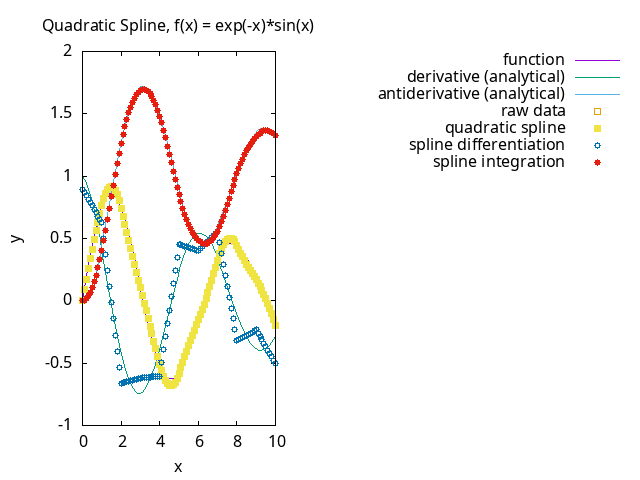 Quadratic Spline, f(x) = exp(-x)*sin(x)
2
1.5
1
0.5
0
-0.5
-1
y
0 2 4 6 8 10
x
function
derivative (analytical)
antiderivative (analytical)
raw data
quadratic spline
spline differentiation
spline integration